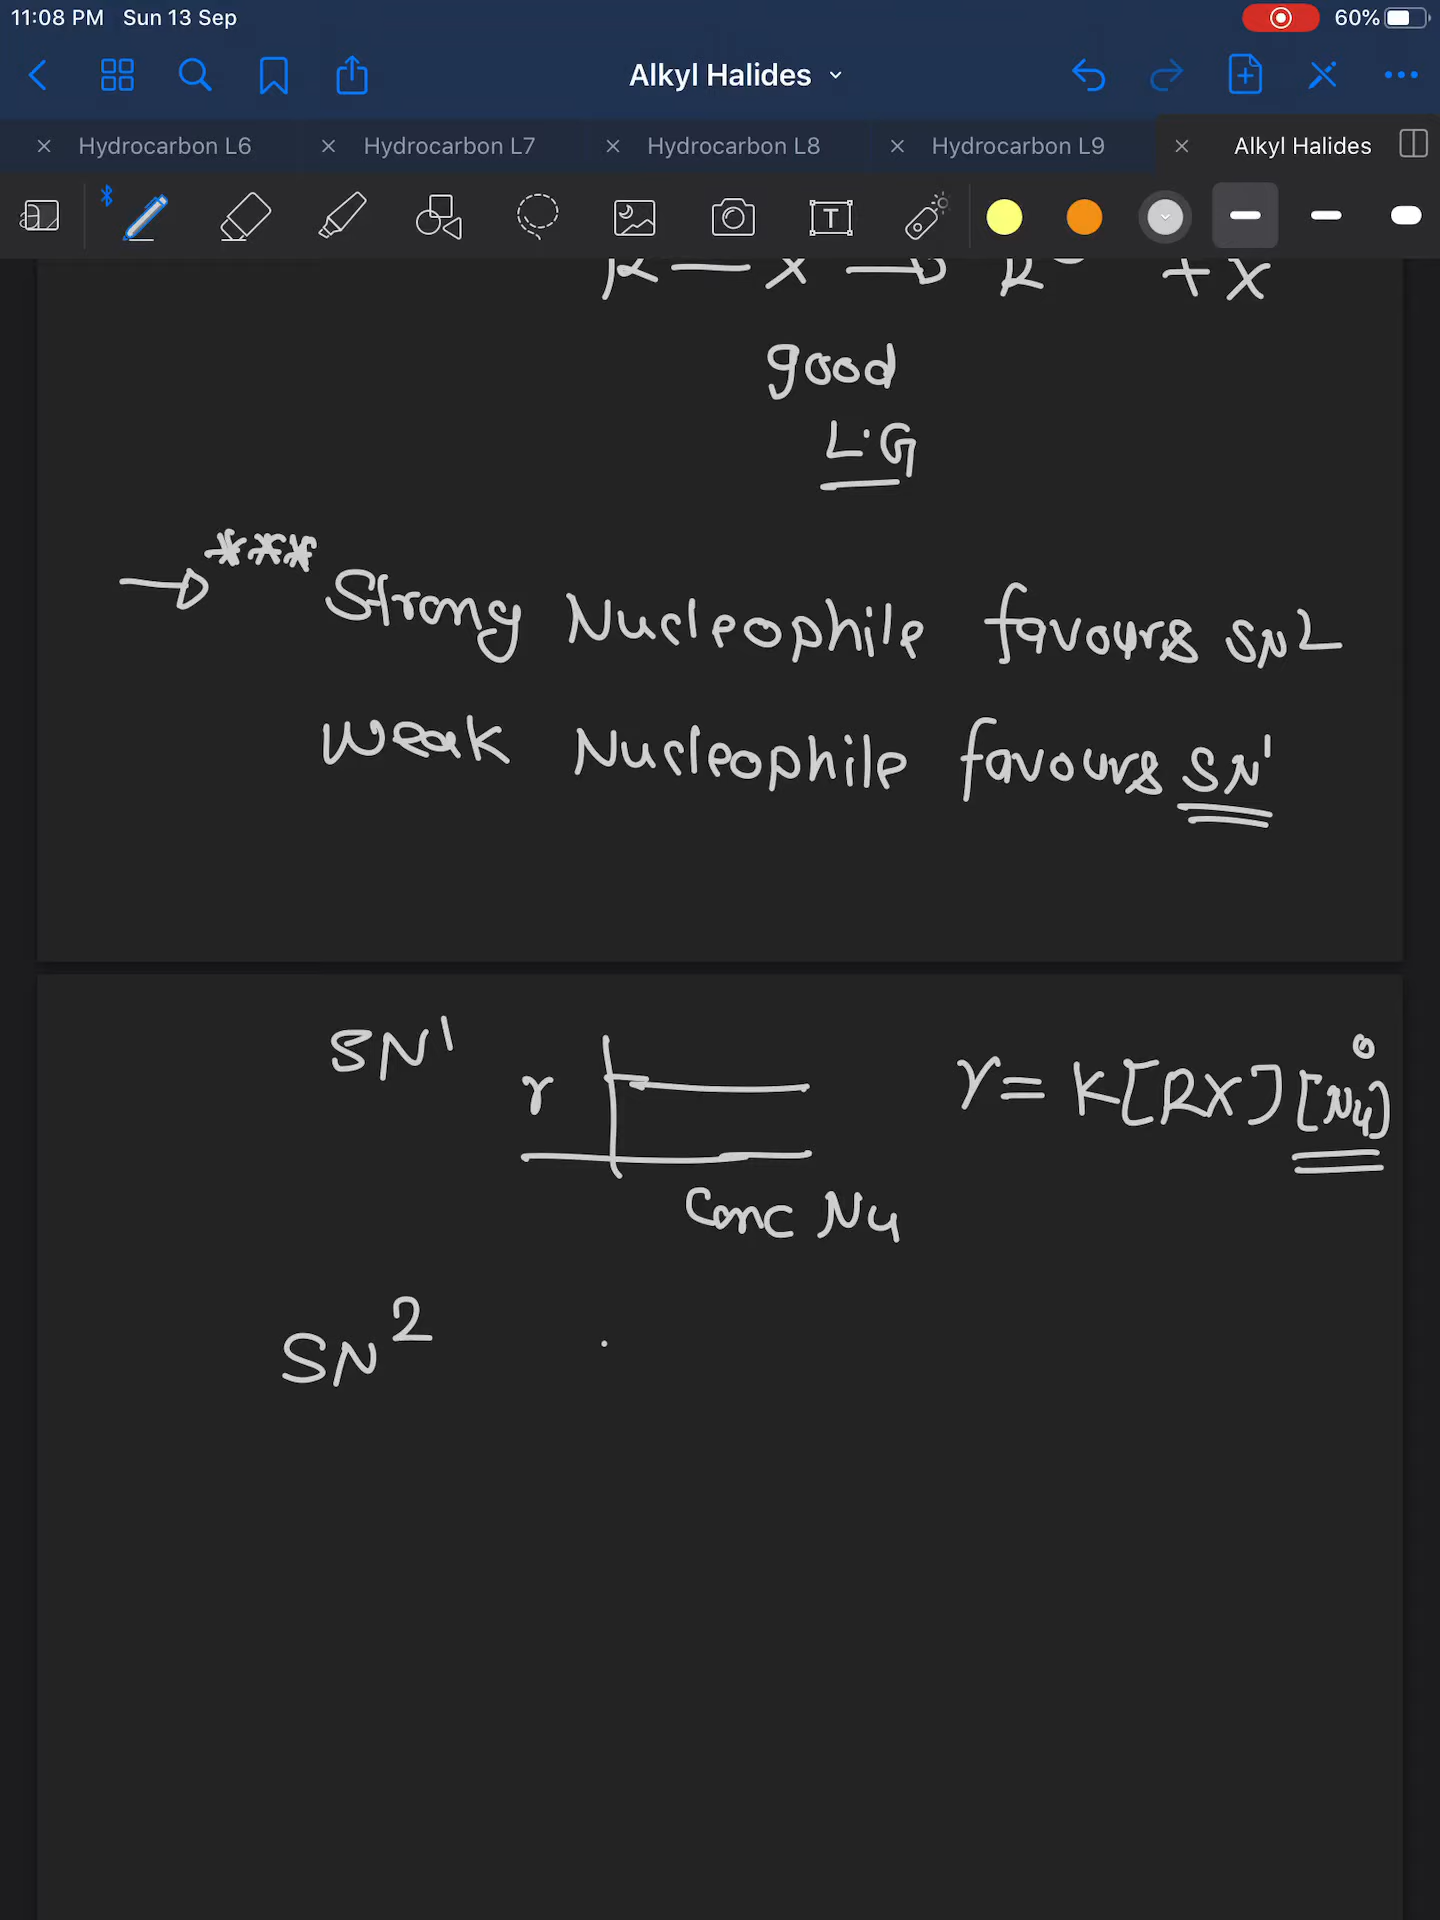 11:08 PM Sun 13 Sep 60%
Alkyl Halides
Hydrocarbon L6 Hydrocarbon L7 Hydrocarbon L8 Hydrocarbon L9 Alkyl Halides
a T
R — X → R + X
good
L.G
→ *** Strong Nucleophile favours SN2
Weak Nucleophile favours SN1
SN1 r r = K[RX][Nu]⁰
Conc Nu
SN²